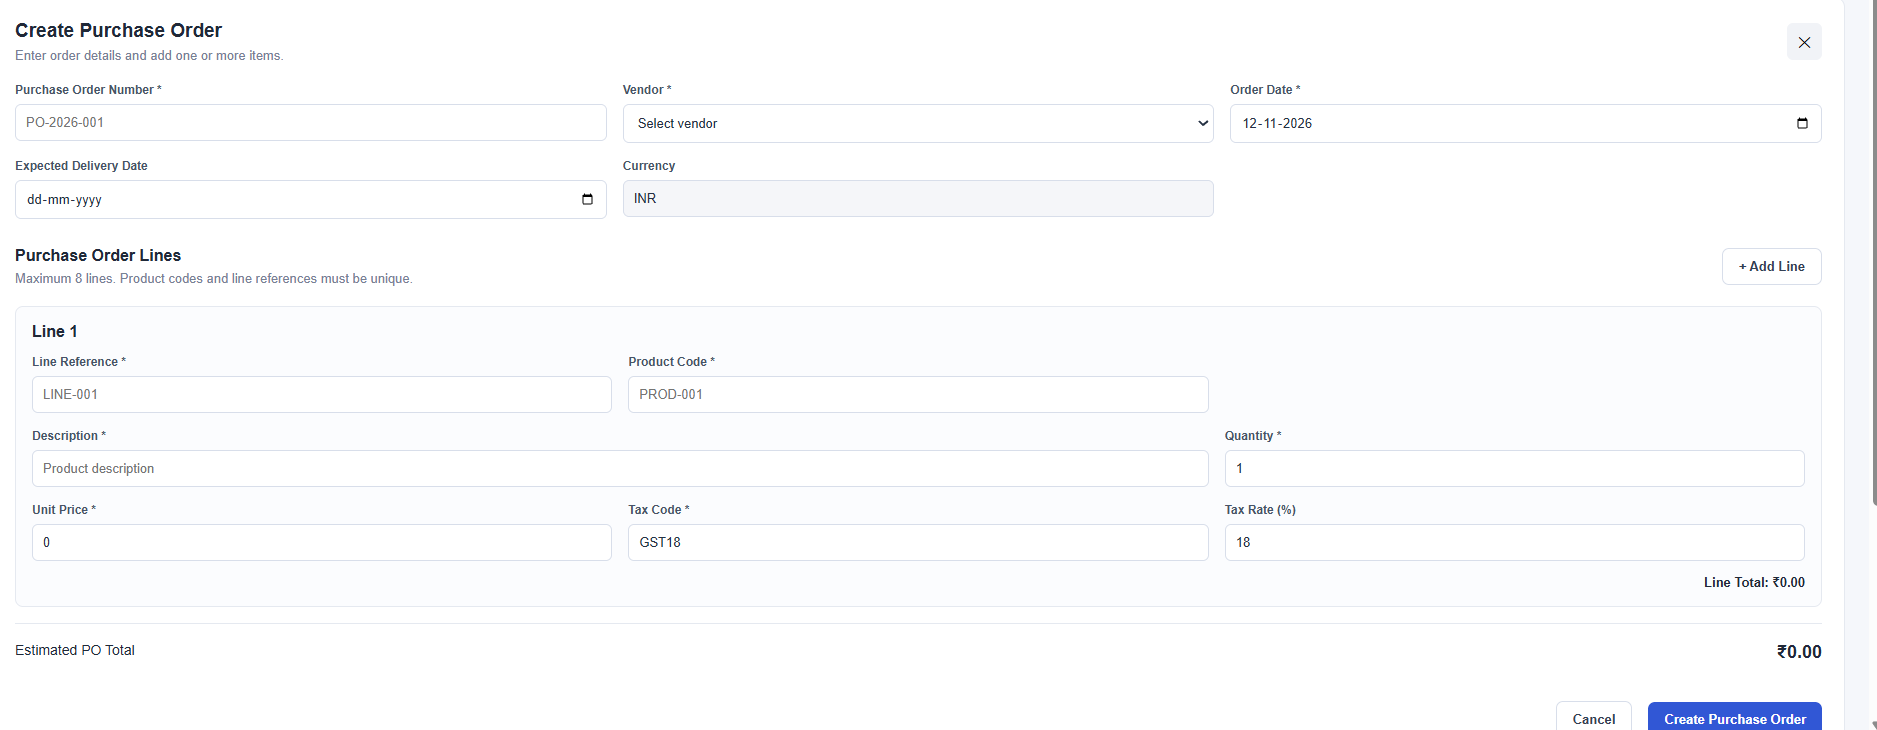 Create Purchase Order
Enter order details and add one or more items.
Purchase Order Number *
PO-2026-001
Vendor *
Select vendor
Order Date *
12-11-2026
Expected Delivery Date
dd-mm-yyyy
Currency
INR
Purchase Order Lines
Maximum 8 lines. Product codes and line references must be unique.
+ Add Line
Line 1
Line Reference *
LINE-001
Product Code *
PROD-001
Description *
Product description
Quantity *
1
Unit Price *
0
Tax Code *
GST18
Tax Rate (%)
18
Line Total: ₹0.00
Estimated PO Total
₹0.00
Cancel
Create Purchase Order